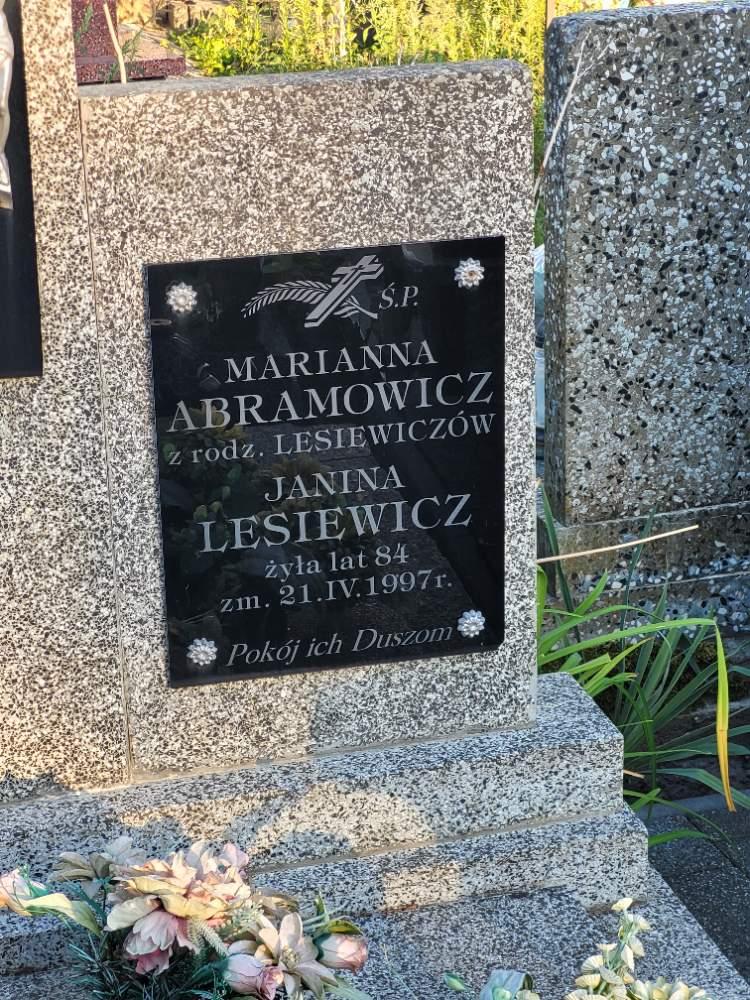 Ś.P.
MARIANNA
ABRAMOWICZ
z rodz. LESIEWICZÓW
JANINA
LESIEWICZ
żyła lat 84
zm. 21.IV.1997r.
Pokój ich Duszom